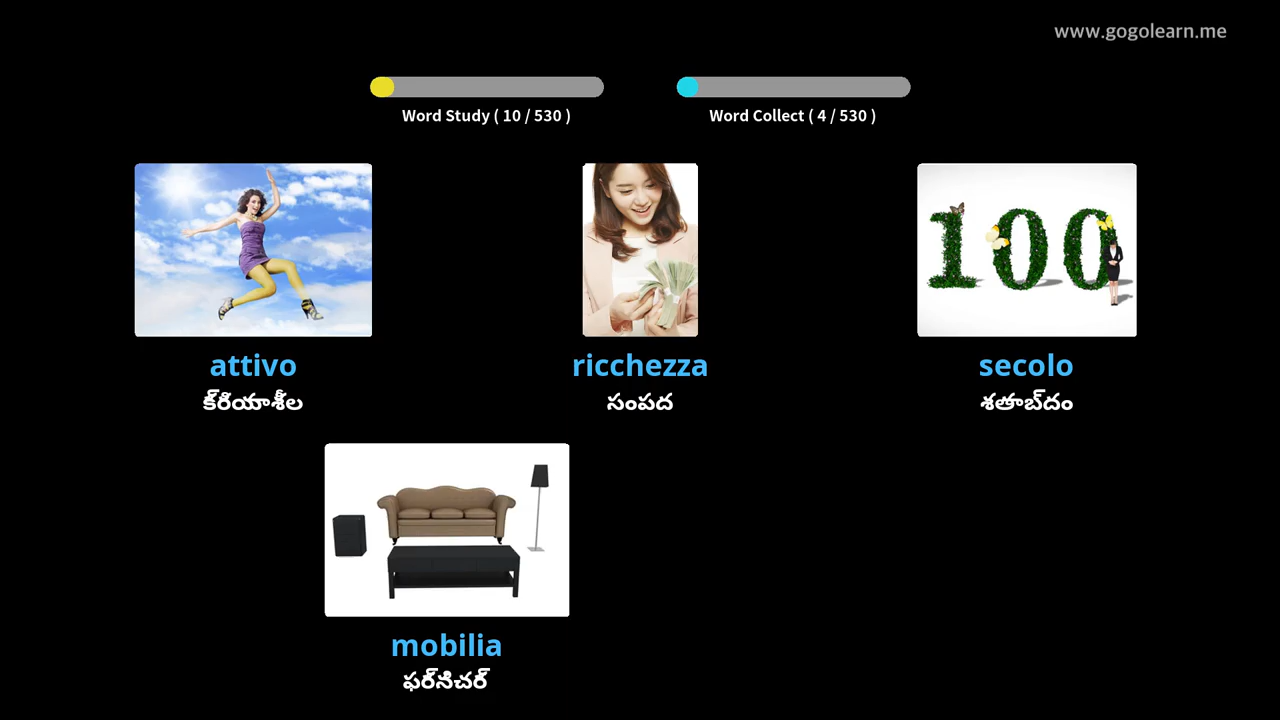 www.gogolearn.me
Word Study ( 10 / 530 )
Word Collect ( 4 / 530 )
attivo
ricchezza
secolo
క్రియాశీల
సంపద
శతాబ్దం
mobilia
ఫర్నిచర్